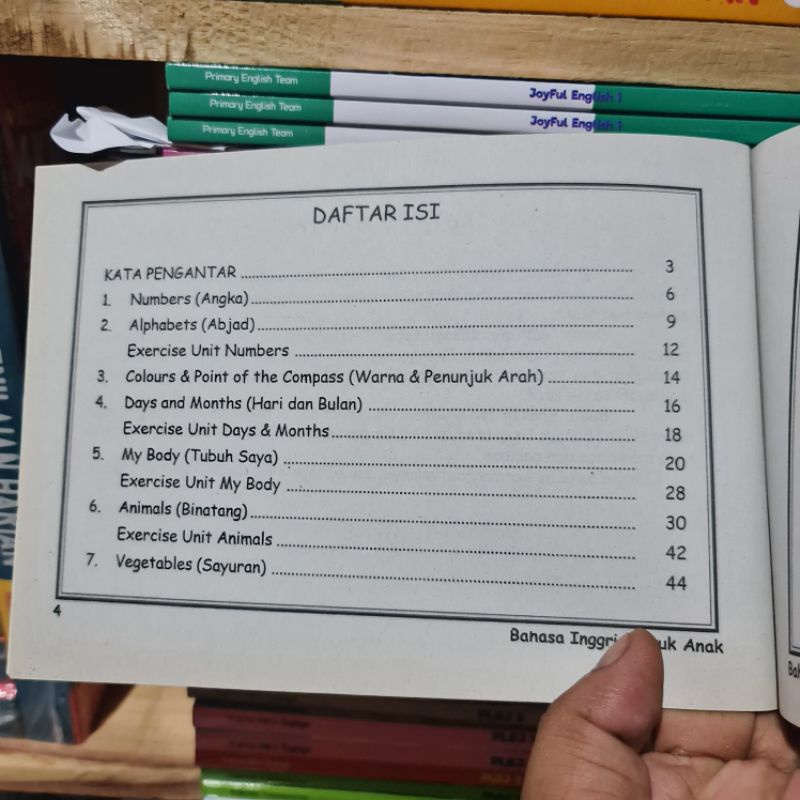 Primary English Team JoyFul English 1
Primary English Team JoyFul English 1
Primary English Team
DAFTAR ISI
KATA PENGANTAR ........ 3
1. Numbers (Angka) ........ 6
2. Alphabets (Abjad) ........ 9
Exercise Unit Numbers ........ 12
3. Colours & Point of the Compass (Warna & Penunjuk Arah) ........ 14
4. Days and Months (Hari dan Bulan) ........ 16
Exercise Unit Days & Months ........ 18
5. My Body (Tubuh Saya) ........ 20
Exercise Unit My Body ........ 28
6. Animals (Binatang) ........ 30
Exercise Unit Animals ........ 42
7. Vegetables (Sayuran) ........ 44
4
Bahasa Anak